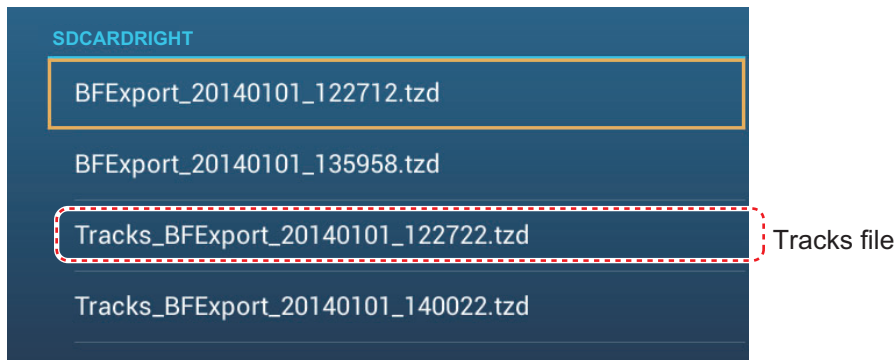 SDCARDRIGHT
BFExport_20140101_122712.tzd
BFExport_20140101_135958.tzd
Tracks_BFExport_20140101_122722.tzd
Tracks file
Tracks_BFExport_20140101_140022.tzd